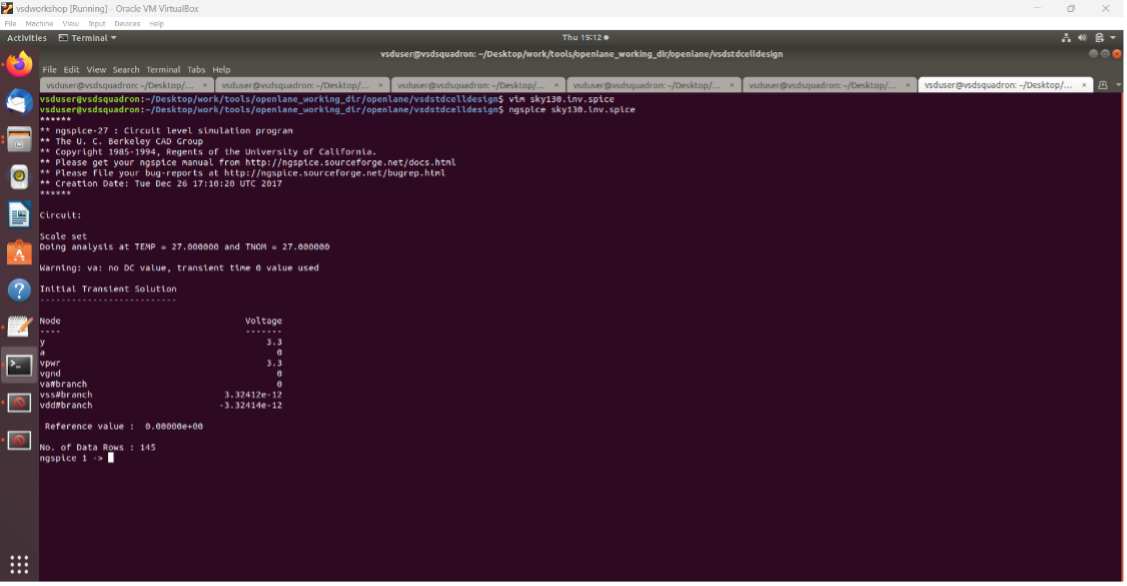 vsdworkshop [Running] - Oracle VM VirtualBox
File Machine View Input Devices Help
Activities Terminal Thu 19:12
vsduser@vsdsquadron: ~/Desktop/work/tools/openlane_working_dir/openlane/vsdstdcelldesign
File Edit View Search Terminal Tabs Help
vsduser@vsdsquadron: ~/Desktop/... × vsduser@vsdsquadron: ~/Desktop/... × vsduser@vsdsquadron: ~/Desktop/... × vsduser@vsdsquadron: ~/Desktop/... × vsduser@vsdsquadron: ~/Desktop/... × vsduser@vsdsquadron: ~/Desktop/... ×
vsduser@vsdsquadron:~/Desktop/work/tools/openlane_working_dir/openlane/vsdstdcelldesign$ vim sky130.inv.spice
vsduser@vsdsquadron:~/Desktop/work/tools/openlane_working_dir/openlane/vsdstdcelldesign$ ngspice sky130.inv.spice
******
** ngspice-27 : Circuit level simulation program
** The U. C. Berkeley CAD Group
** Copyright 1985-1994, Regents of the University of California.
** Please get your ngspice manual from http://ngspice.sourceforge.net/docs.html
** Please file your bug-reports at http://ngspice.sourceforge.net/bugrep.html
** Creation Date: Tue Dec 26 17:10:20 UTC 2017
******
Circuit:
Scale set
Doing analysis at TEMP = 27.000000 and TNOM = 27.000000
Warning: va: no DC value, transient time 0 value used
Initial Transient Solution
--------------------------
Node Voltage
---- -------
y 3.3
a 0
vpwr 3.3
vgnd 0
va#branch 0
vss#branch 3.32412e-12
vdd#branch -3.32414e-12
Reference value : 0.00000e+00
No. of Data Rows : 145
ngspice 1 ->